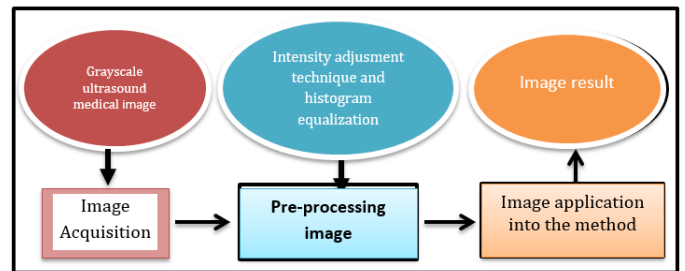 Grayscale
ultrasound
medical image
Intensity adjusment
technique and
histogram
equalization
Image result
Image
Acquisition
Pre-processing
image
Image application
into the method